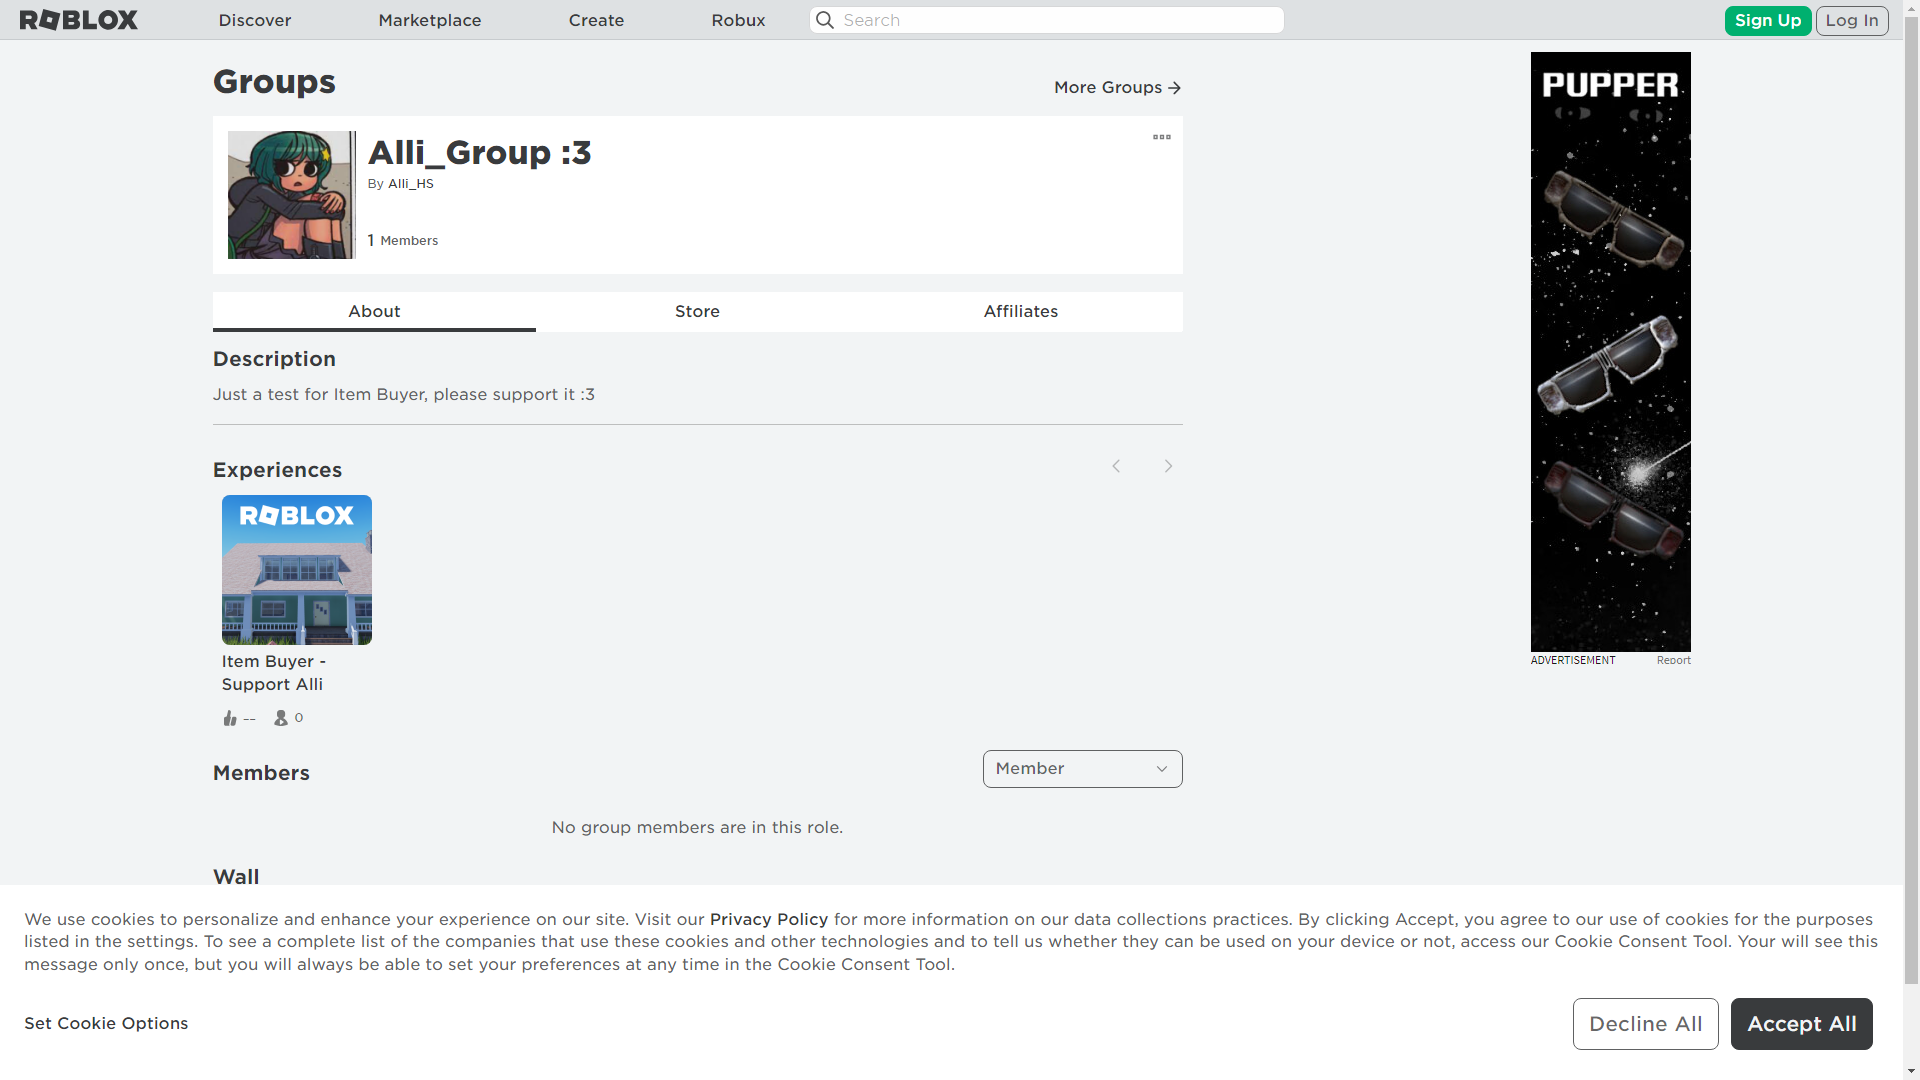 ROBLOX
Discover
Marketplace
Create
Robux
Search
Sign Up
Log In
Groups
More Groups
Alli_Group :3
By Alli_HS
1 Members
About
Store
Affiliates
Description
Just a test for Item Buyer, please support it :3
Experiences
ROBLOX
Item Buyer -
Support Alli
--
0
Members
Member
No group members are in this role.
Wall
PUPPER
ADVERTISEMENT
Report
We use cookies to personalize and enhance your experience on our site. Visit our Privacy Policy for more information on our data collections practices. By clicking Accept, you agree to our use of cookies for the purposes
listed in the settings. To see a complete list of the companies that use these cookies and other technologies and to tell us whether they can be used on your device or not, access our Cookie Consent Tool. Your will see this
message only once, but you will always be able to set your preferences at any time in the Cookie Consent Tool.
Set Cookie Options
Decline All
Accept All